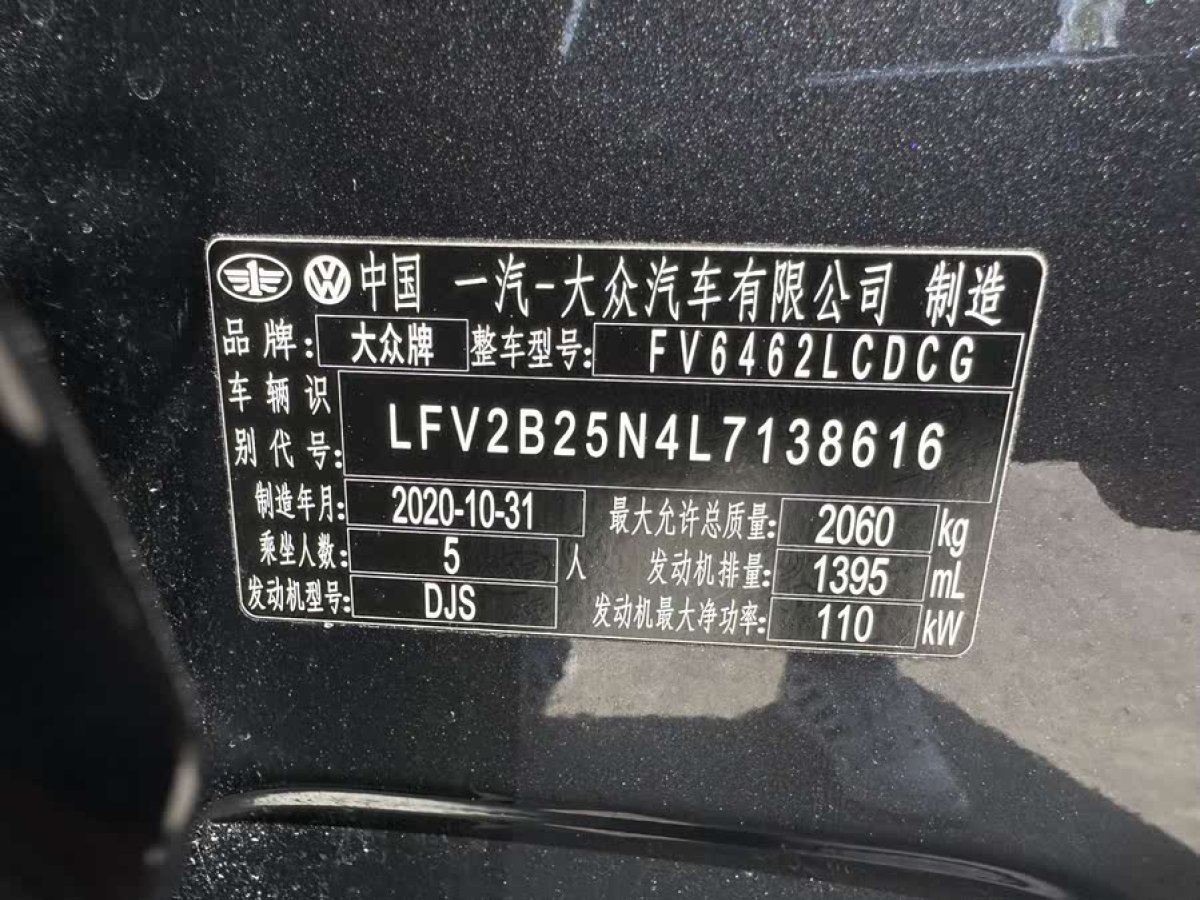 中国 一汽-大众汽车有限公司 制造
品牌: 大众牌 整车型号: FV6462LCDCG
车辆识
别代号: LFV2B25N4L7138616
制造年月: 2020-10-31 最大允许总质量: 2060 kg
乘坐人数: 5 人 发动机排量: 1395 mL
发动机型号: DJS 发动机最大净功率: 110 kW